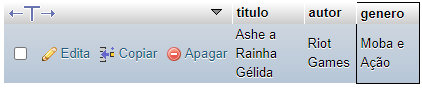 titulo autor genero
Edita Copiar Apagar
Ashe a
Rainha
Gélida
Riot
Games
Moba e
Ação